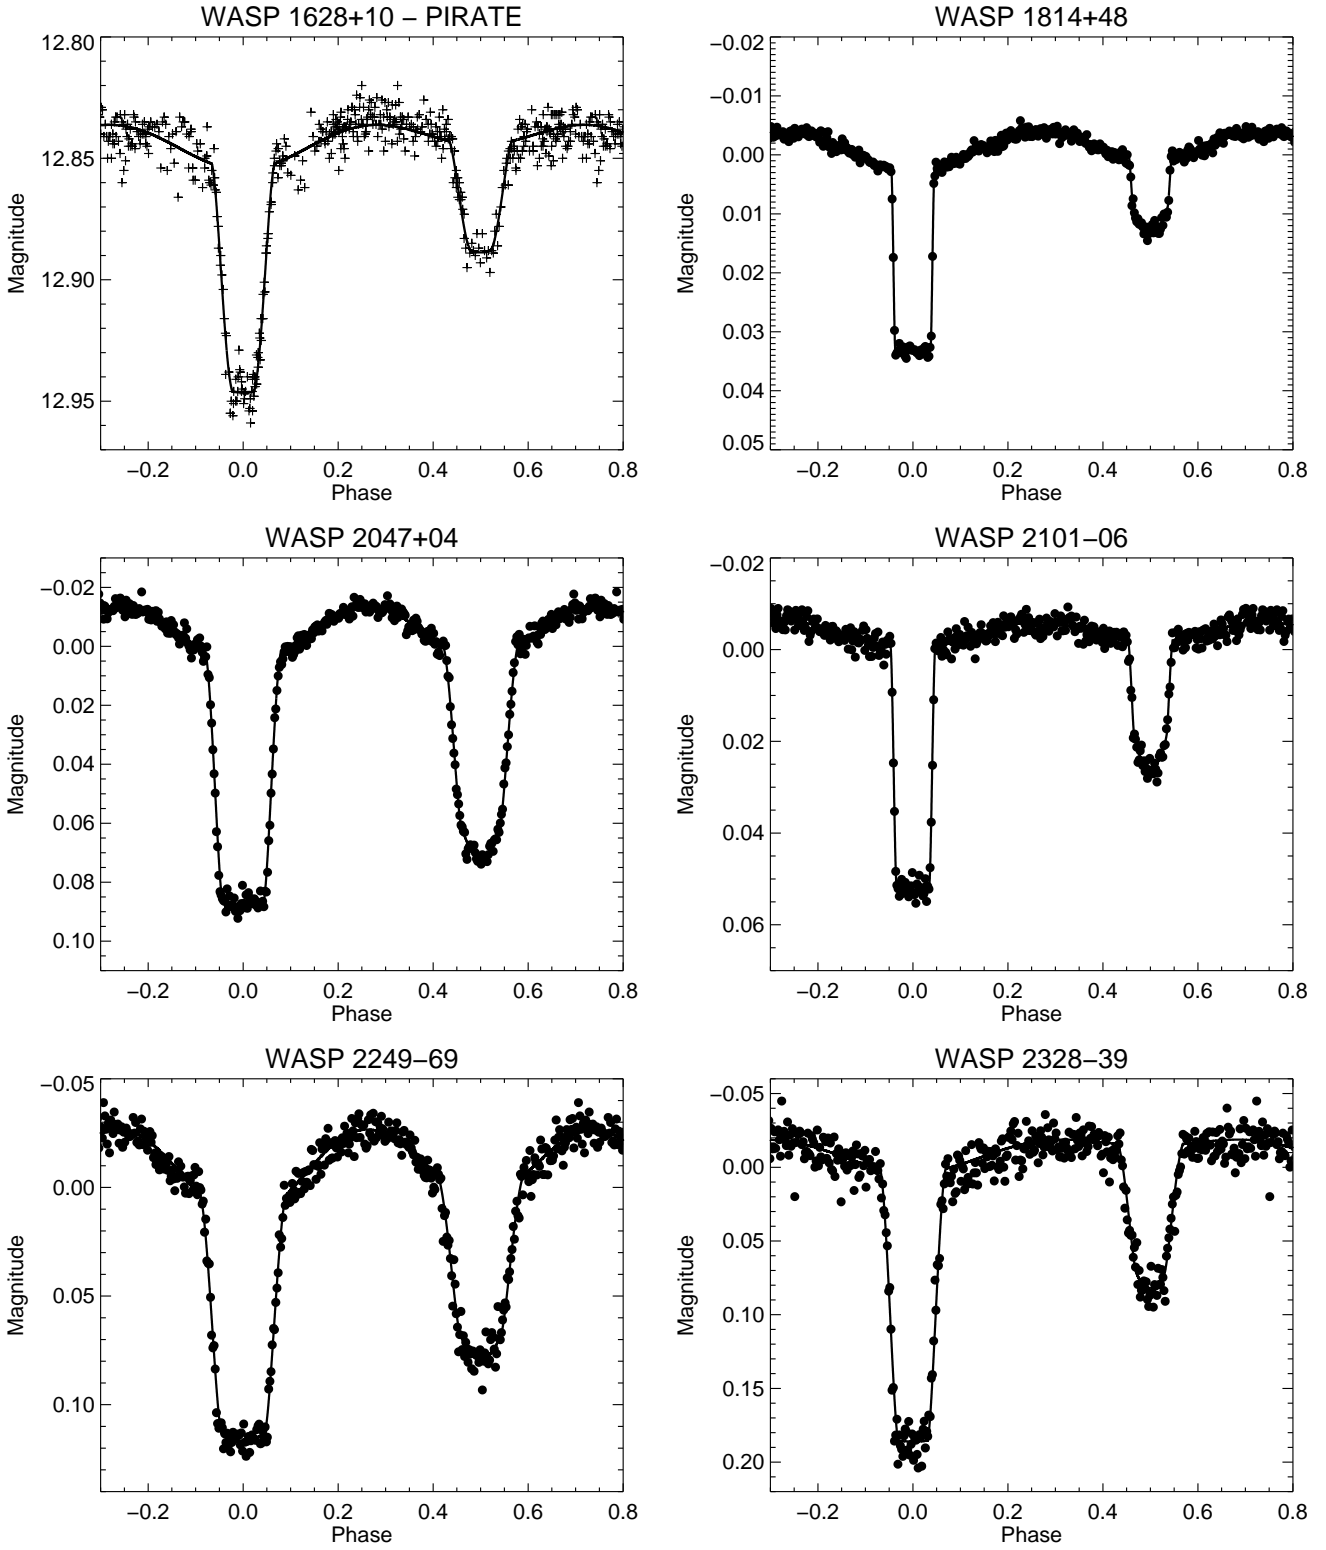 WASP 1628+10 − PIRATE
12.80
12.85
12.90
12.95
Magnitude
−0.2 0.0 0.2 0.4 0.6 0.8
Phase
WASP 1814+48
−0.02
−0.01
0.00
0.01
0.02
0.03
0.04
0.05
Magnitude
−0.2 0.0 0.2 0.4 0.6 0.8
Phase
WASP 2047+04
−0.02
0.00
0.02
0.04
0.06
0.08
0.10
Magnitude
−0.2 0.0 0.2 0.4 0.6 0.8
Phase
WASP 2101−06
−0.02
0.00
0.02
0.04
0.06
Magnitude
−0.2 0.0 0.2 0.4 0.6 0.8
Phase
WASP 2249−69
−0.05
0.00
0.05
0.10
Magnitude
−0.2 0.0 0.2 0.4 0.6 0.8
Phase
WASP 2328−39
−0.05
0.00
0.05
0.10
0.15
0.20
Magnitude
−0.2 0.0 0.2 0.4 0.6 0.8
Phase